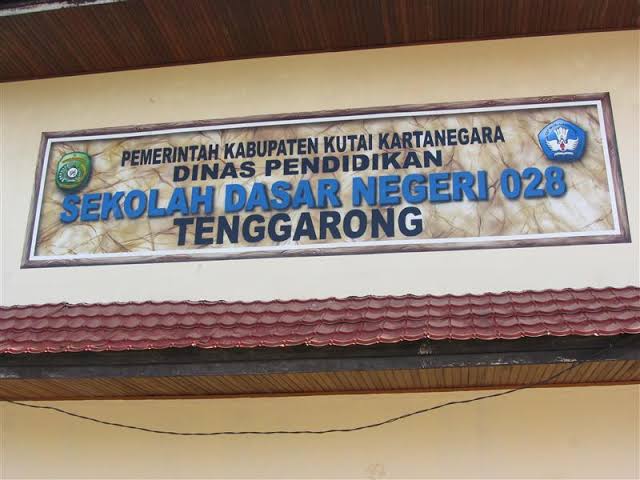 PEMERINTAH KABUPATEN KUTAI KARTANEGARA
DINAS PENDIDIKAN
SEKOLAH DASAR NEGERI 028
TENGGARONG